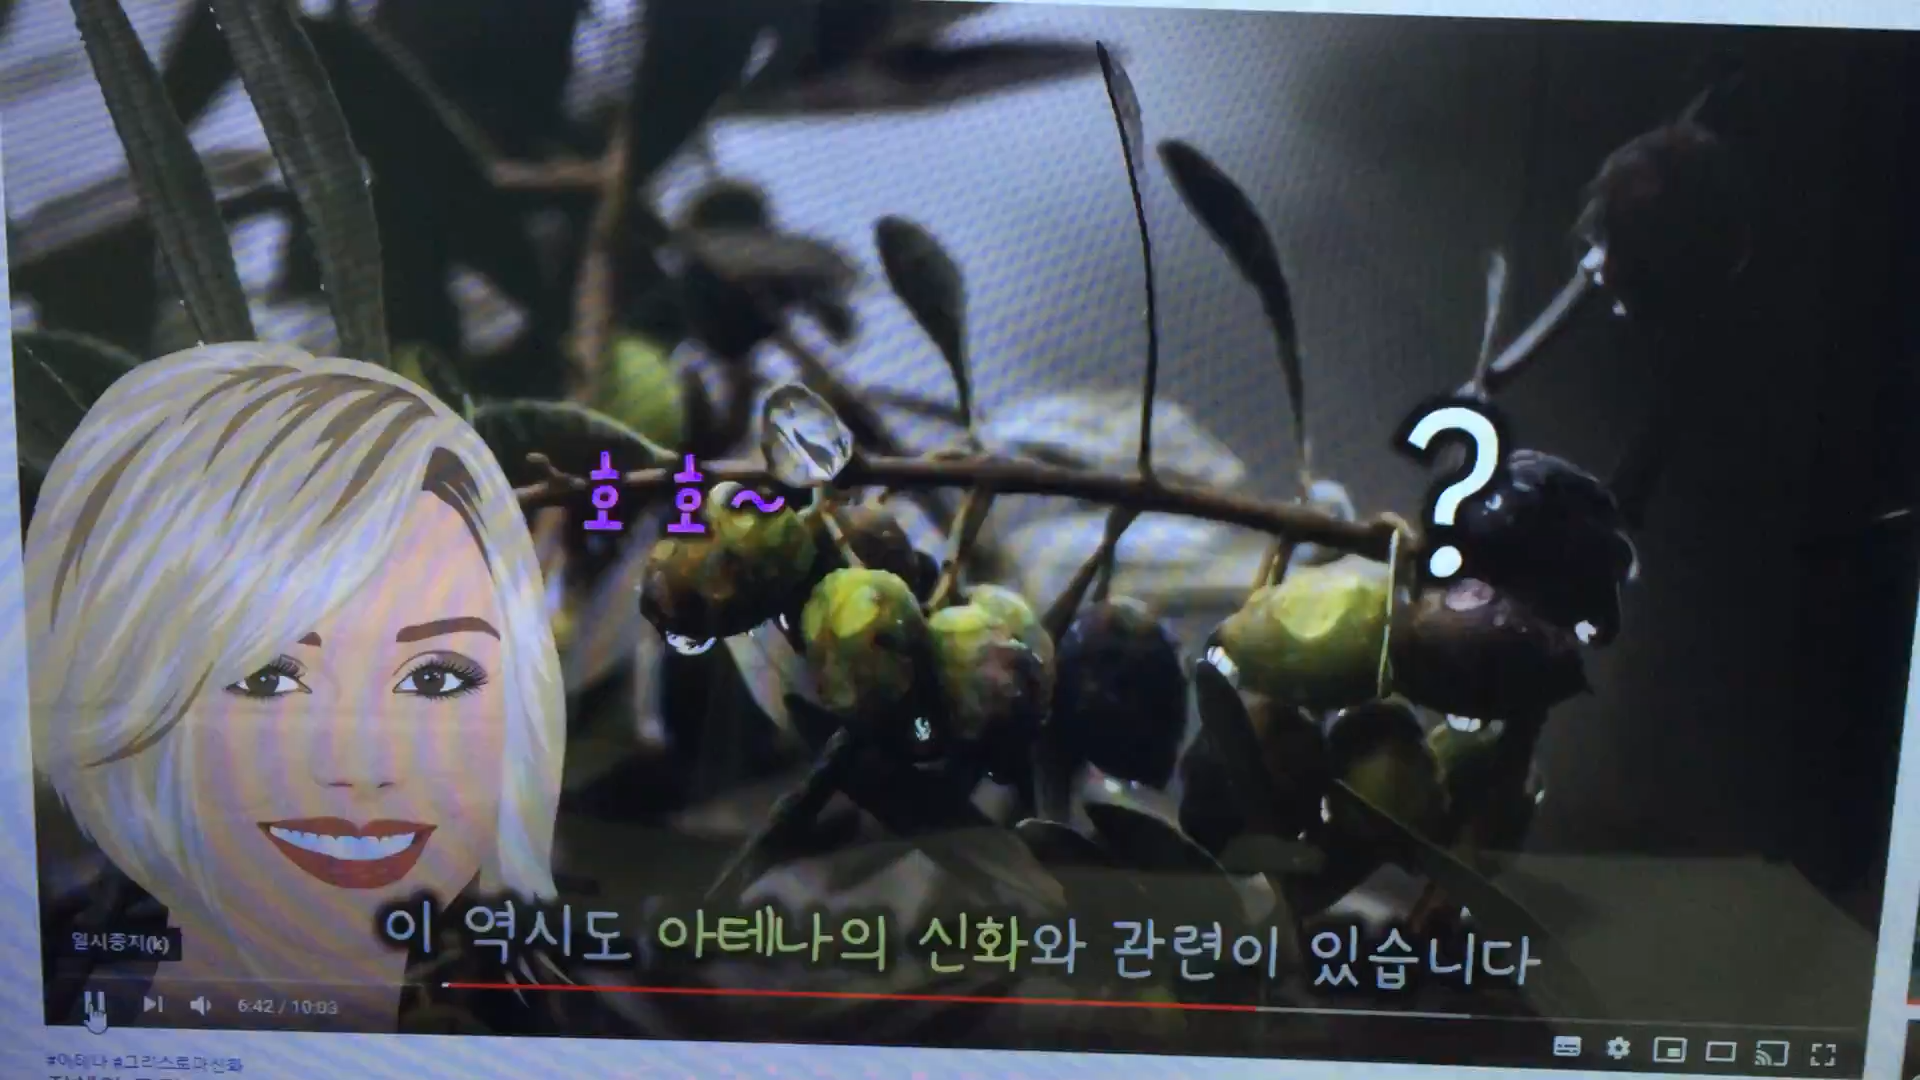 호 호~
?
이 역시도 아테나의 신화와 관련이 있습니다
일시중지(k)
6:42 / 10:03
#아테나 #그리스로마신화